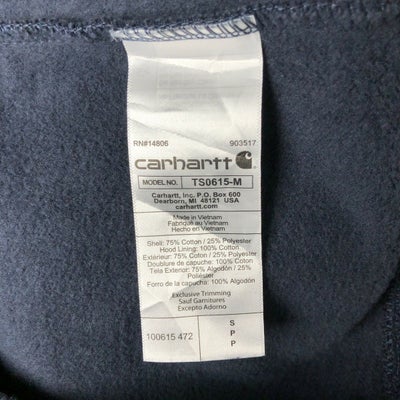 RN#14806 903517
carhartt
MODEL NO. TS0615-M
Carhartt, Inc. P.O. Box 600
Dearborn, MI 48121 USA
carhartt.com
Made in Vietnam
Fabriqué au Vietnam
Hecho en Vietnam
Shell: 75% Cotton / 25% Polyester
Hood Lining: 100% Cotton
Extérieur: 75% Coton / 25% Polyester
Doublure de capuche: 100% Coton
Tela Exterior: 75% Algodón / 25%
Poliéster
Forro de la capucha: 100% Algodón
Exclusive Trimming
Sauf Garnitures
Excepto Adorno
100615 472
S
P
P